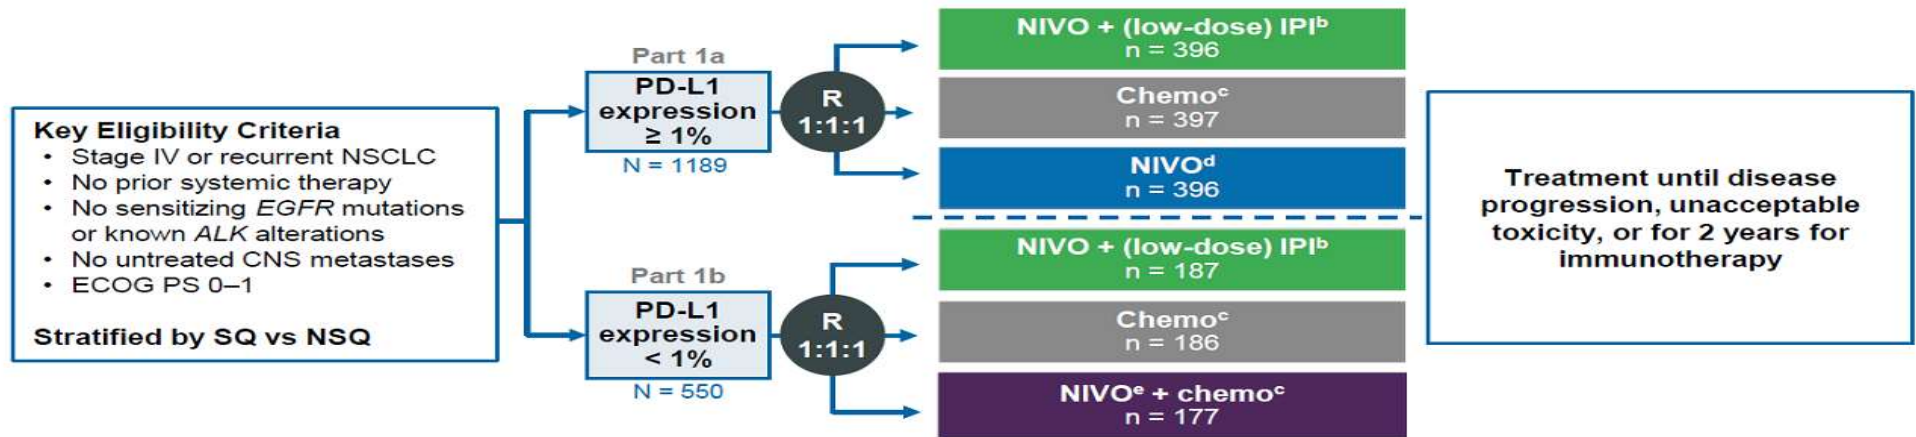 Key Eligibility Criteria
• Stage IV or recurrent NSCLC
• No prior systemic therapy
• No sensitizing EGFR mutations
or known ALK alterations
• No untreated CNS metastases
• ECOG PS 0–1
Stratified by SQ vs NSQ
Part 1a
PD-L1
expression
≥ 1%
N = 1189
R
1:1:1
NIVO + (low-dose) IPIᵇ
n = 396
Chemoᶜ
n = 397
NIVOᵈ
n = 396
Part 1b
PD-L1
expression
< 1%
N = 550
R
1:1:1
NIVO + (low-dose) IPIᵇ
n = 187
Chemoᶜ
n = 186
NIVOᵉ + chemoᶜ
n = 177
Treatment until disease
progression, unacceptable
toxicity, or for 2 years for
immunotherapy